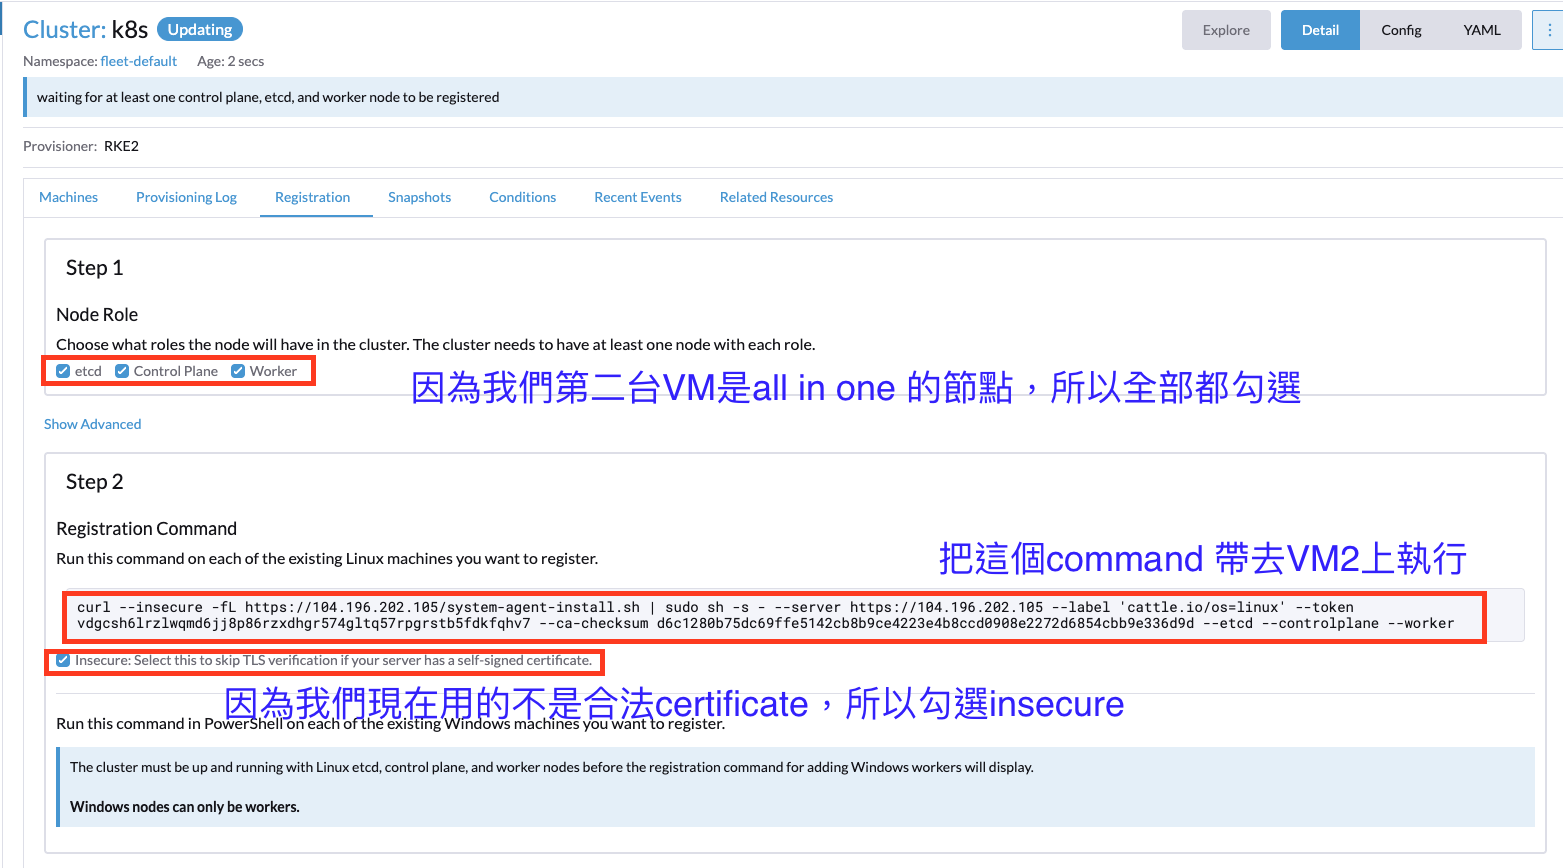 Cluster: k8s Updating
Explore Detail Config YAML
Namespace: fleet-default Age: 2 secs
waiting for at least one control plane, etcd, and worker node to be registered
Provisioner: RKE2
Machines Provisioning Log Registration Snapshots Conditions Recent Events Related Resources
Step 1
Node Role
Choose what roles the node will have in the cluster. The cluster needs to have at least one node with each role.
etcd Control Plane Worker
因為我們第二台VM是all in one 的節點，所以全部都勾選
Show Advanced
Step 2
Registration Command
Run this command on each of the existing Linux machines you want to register.
把這個command 帶去VM2上執行
curl --insecure -fL https://104.196.202.105/system-agent-install.sh | sudo sh -s - --server https://104.196.202.105 --label 'cattle.io/os=linux' --token
vdgcsh6lrzlwqmd6jj8p86rzxdhgr574gltq57rpgrstb5fdkfqhv7 --ca-checksum d6c1280b75dc69ffe5142cb8b9ce4223e4b8ccd0908e2272d6854cbb9e336d9d --etcd --controlplane --worker
Insecure: Select this to skip TLS verification if your server has a self-signed certificate.
因為我們現在用的不是合法certificate，所以勾選insecure
Run this command in PowerShell on each of the existing Windows machines you want to register.
The cluster must be up and running with Linux etcd, control plane, and worker nodes before the registration command for adding Windows workers will display.
Windows nodes can only be workers.